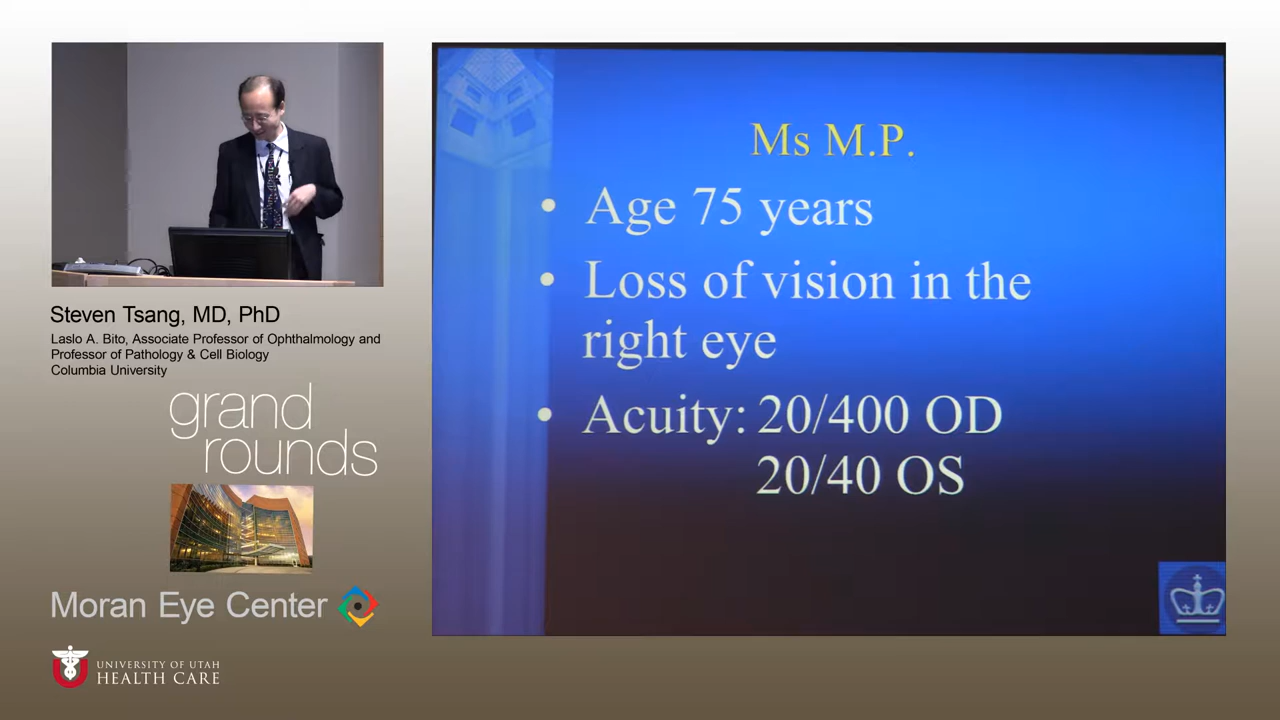 Steven Tsang, MD, PhD
Laslo A. Bito, Associate Professor of Ophthalmology and
Professor of Pathology & Cell Biology
Columbia University
grand
rounds
Moran Eye Center
UNIVERSITY OF UTAH
HEALTH CARE
Ms M.P.
• Age 75 years
• Loss of vision in the
right eye
• Acuity: 20/400 OD
20/40 OS